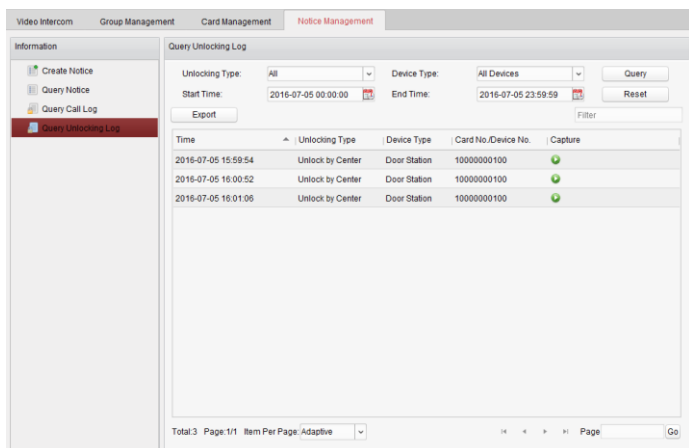 Video Intercom Group Management Card Management Notice Management
Information
Create Notice
Query Notice
Query Call Log
Query Unlocking Log
Query Unlocking Log
Unlocking Type: All Device Type: All Devices Query
Start Time: 2016-07-05 00:00:00 End Time: 2016-07-05 23:59:59 Reset
Export Filter
Time Unlocking Type Device Type Card No./Device No. Capture
2016-07-05 15:59:54 Unlock by Center Door Station 10000000100
2016-07-05 16:00:52 Unlock by Center Door Station 10000000100
2016-07-05 16:01:06 Unlock by Center Door Station 10000000100
Total:3 Page:1/1 Item Per Page: Adaptive Page Go